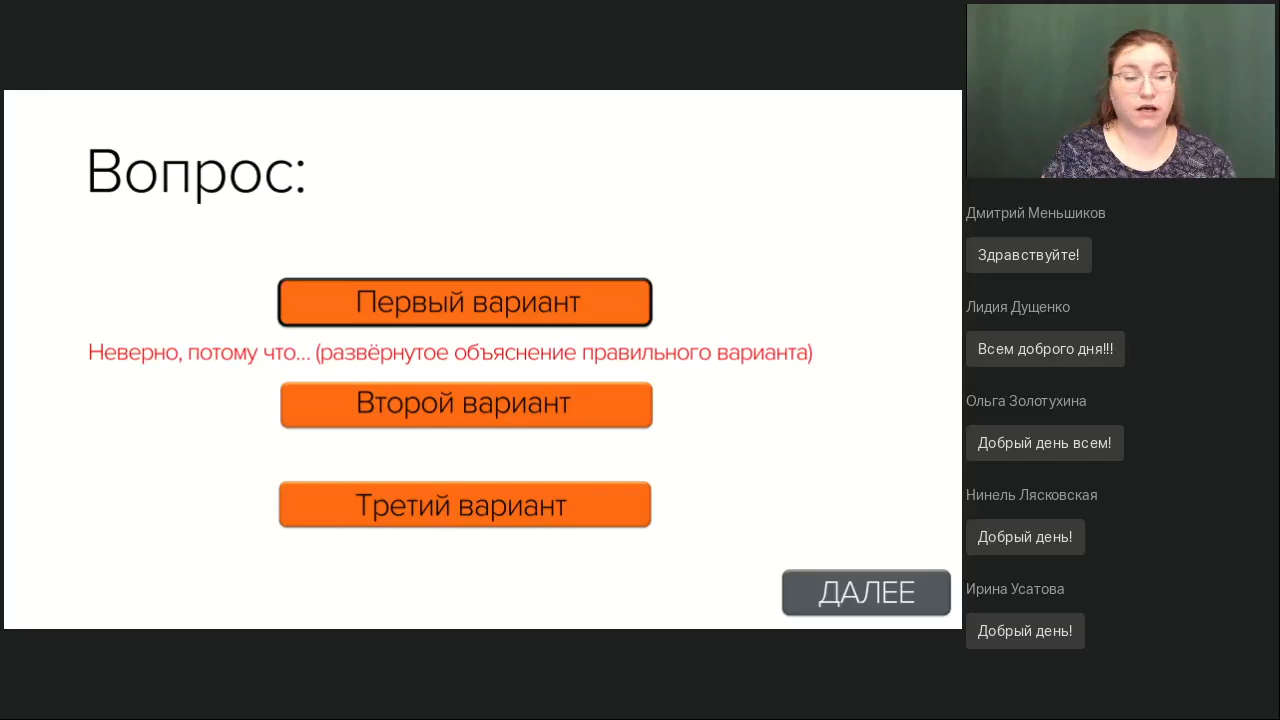 Вопрос:
Первый вариант
Неверно, потому что... (развёрнутое объяснение правильного варианта)
Второй вариант
Третий вариант
ДАЛЕЕ
Дмитрий Меньшиков
Здравствуйте!
Лидия Дущенко
Всем доброго дня!!!
Ольга Золотухина
Добрый день всем!
Нинель Лясковская
Добрый день!
Ирина Усатова
Добрый день!